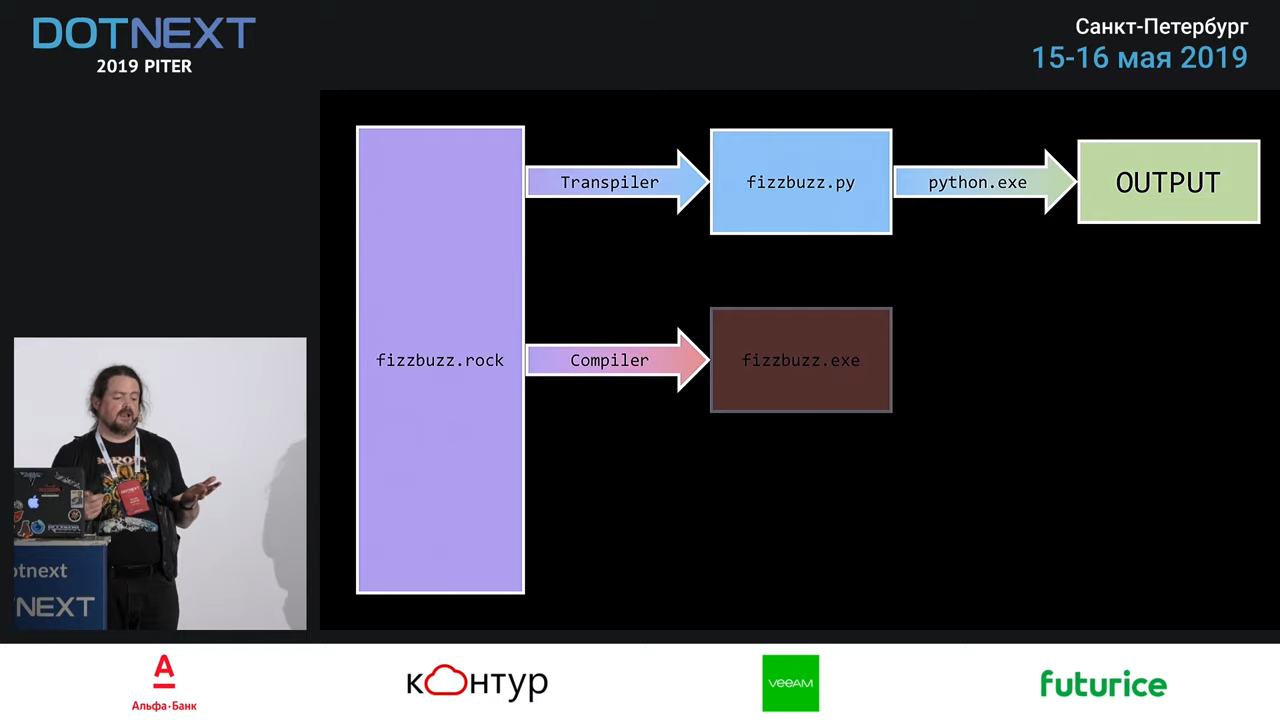 DOTNEXT
2019 PITER
Санкт-Петербург
15-16 мая 2019
Transpiler
fizzbuzz.py
python.exe
OUTPUT
fizzbuzz.rock
Compiler
fizzbuzz.exe
DOTNEXT
otnext
NEXT
А
Альфа·Банк
контур
veeam
futurice